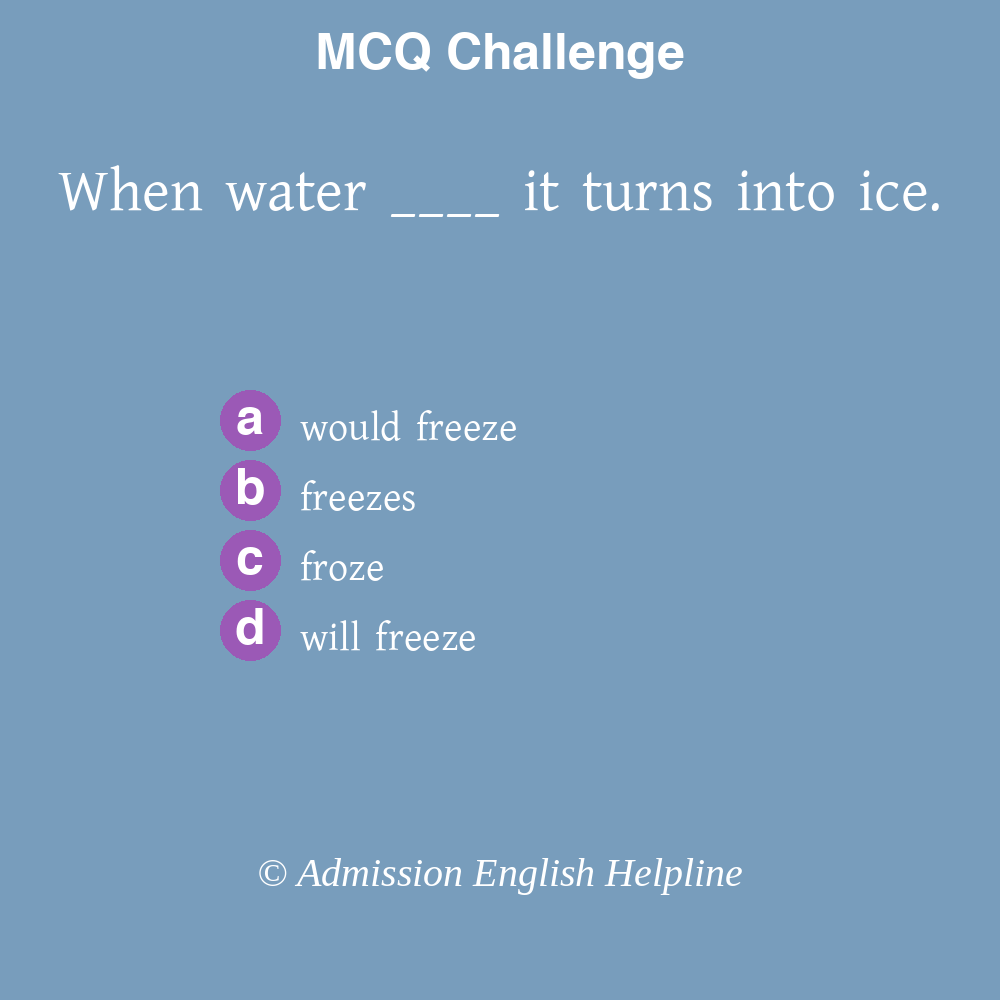 MCQ Challenge
When water ____ it turns into ice.
a would freeze
b freezes
c froze
d will freeze
© Admission English Helpline